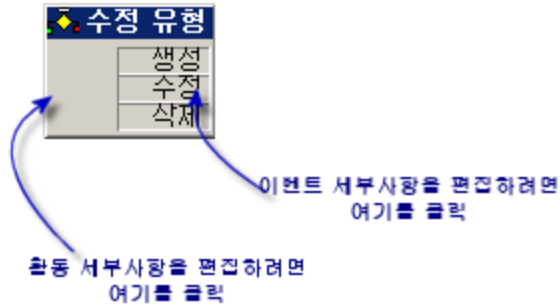 수정 유형
생성
수정
삭제
이벤트 세부사항을 편집하려면
여기를 클릭
활동 세부사항을 편집하려면
여기를 클릭